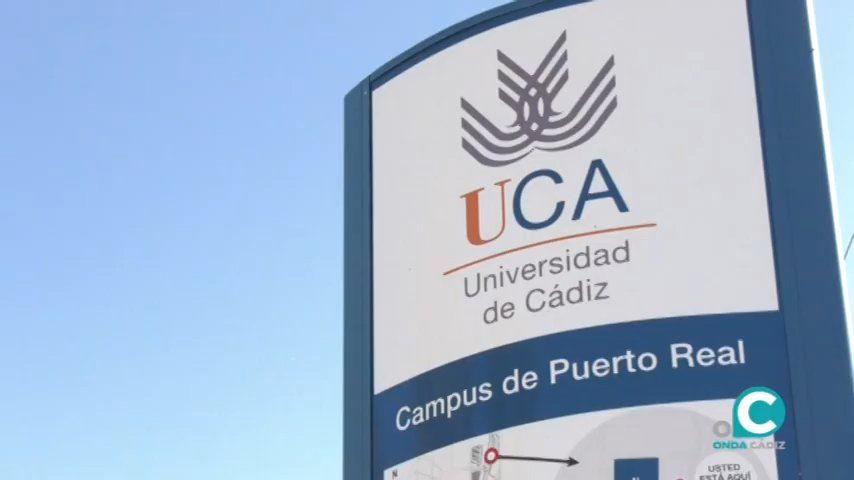 UCA
Universidad
de Cádiz
Campus de Puerto Real
N
USTED
ESTÁ AQUÍ
C
ONDA CÁDIZ